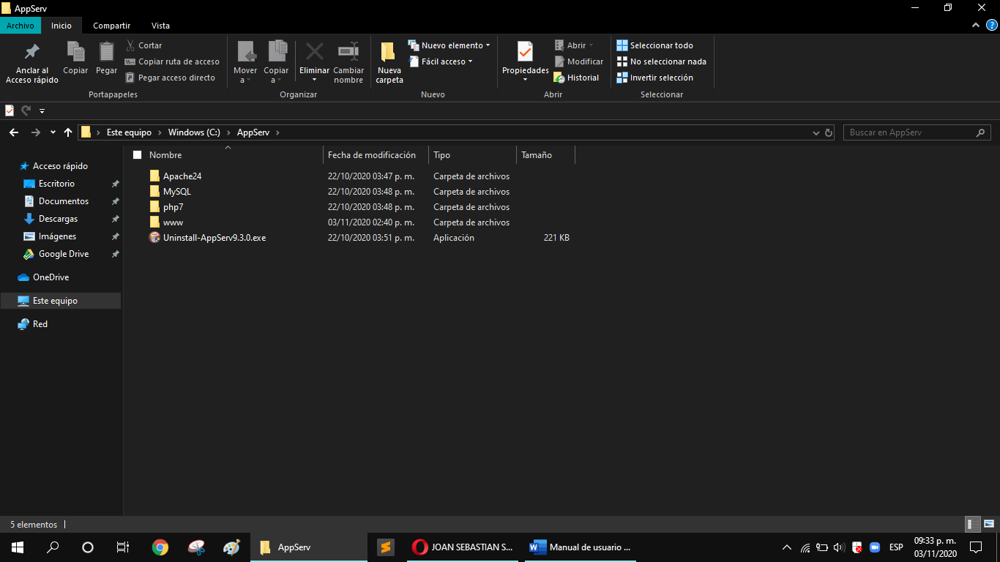 AppServ
Archivo Inicio Compartir Vista
Anclar al Acceso rápido
Copiar
Pegar
Cortar
Copiar ruta de acceso
Pegar acceso directo
Portapapeles
Mover a
Copiar a
Eliminar
Cambiar nombre
Organizar
Nueva carpeta
Nuevo elemento
Fácil acceso
Nuevo
Propiedades
Abrir
Modificar
Historial
Abrir
Seleccionar todo
No seleccionar nada
Invertir selección
Seleccionar
Este equipo > Windows (C:) > AppServ >
Buscar en AppServ
Acceso rápido
Escritorio
Documentos
Descargas
Imágenes
Google Drive
OneDrive
Este equipo
Red
Nombre Fecha de modificación Tipo Tamaño
Apache24 22/10/2020 03:47 p. m. Carpeta de archivos
MySQL 22/10/2020 03:48 p. m. Carpeta de archivos
php7 22/10/2020 03:48 p. m. Carpeta de archivos
www 03/11/2020 02:40 p. m. Carpeta de archivos
Uninstall-AppServ9.3.0.exe 22/10/2020 03:51 p. m. Aplicación 221 KB
5 elementos
AppServ
JOAN SEBASTIAN S...
Manual de usuario ...
ESP
09:33 p. m.
03/11/2020